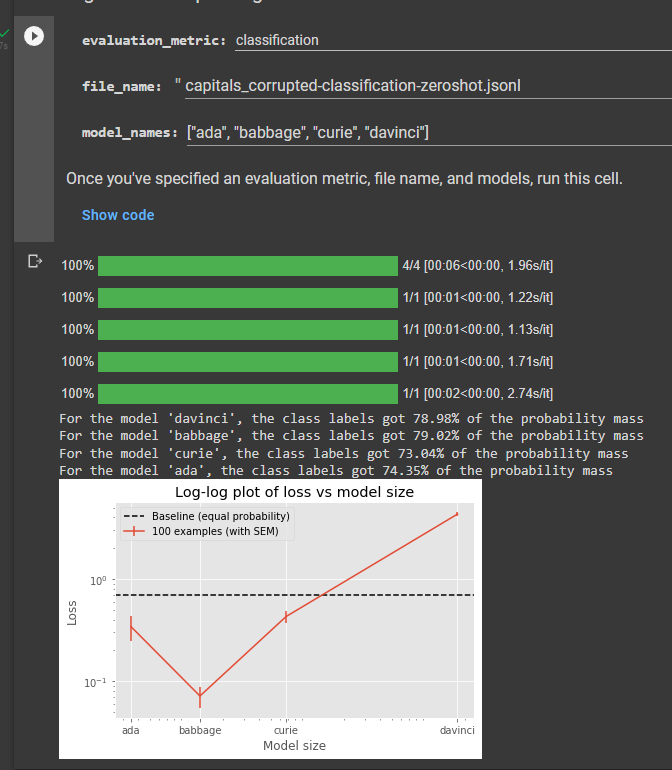 evaluation_metric: classification
file_name: " capitals_corrupted-classification-zeroshot.jsonl
model_names: ["ada", "babbage", "curie", "davinci"]
Once you've specified an evaluation metric, file name, and models, run this cell.
Show code
100% 4/4 [00:06<00:00, 1.96s/it]
100% 1/1 [00:01<00:00, 1.22s/it]
100% 1/1 [00:01<00:00, 1.13s/it]
100% 1/1 [00:01<00:00, 1.71s/it]
100% 1/1 [00:02<00:00, 2.74s/it]
For the model 'davinci', the class labels got 78.98% of the probability mass
For the model 'babbage', the class labels got 79.02% of the probability mass
For the model 'curie', the class labels got 73.04% of the probability mass
For the model 'ada', the class labels got 74.35% of the probability mass
Log-log plot of loss vs model size
Baseline (equal probability)
100 examples (with SEM)
10⁰
Loss
10⁻¹
ada babbage curie davinci
Model size